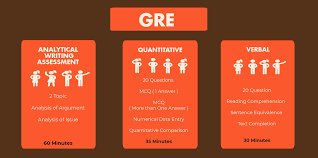 GRE
ANALYTICAL
WRITING
ASSESSMENT
2 Topic
Analysis of Argument
Analysis of Issue
60 Minutes
QUANTITATIVE
20 Questions
MCQ ( 1 Answer )
MCQ
( More than One Answer )
Numerical Data Entry
Quantitative Comparison
35 Minutes
VERBAL
20 Question
Reading Comprehension
Sentence Equivalence
Text Completion
30 Minutes